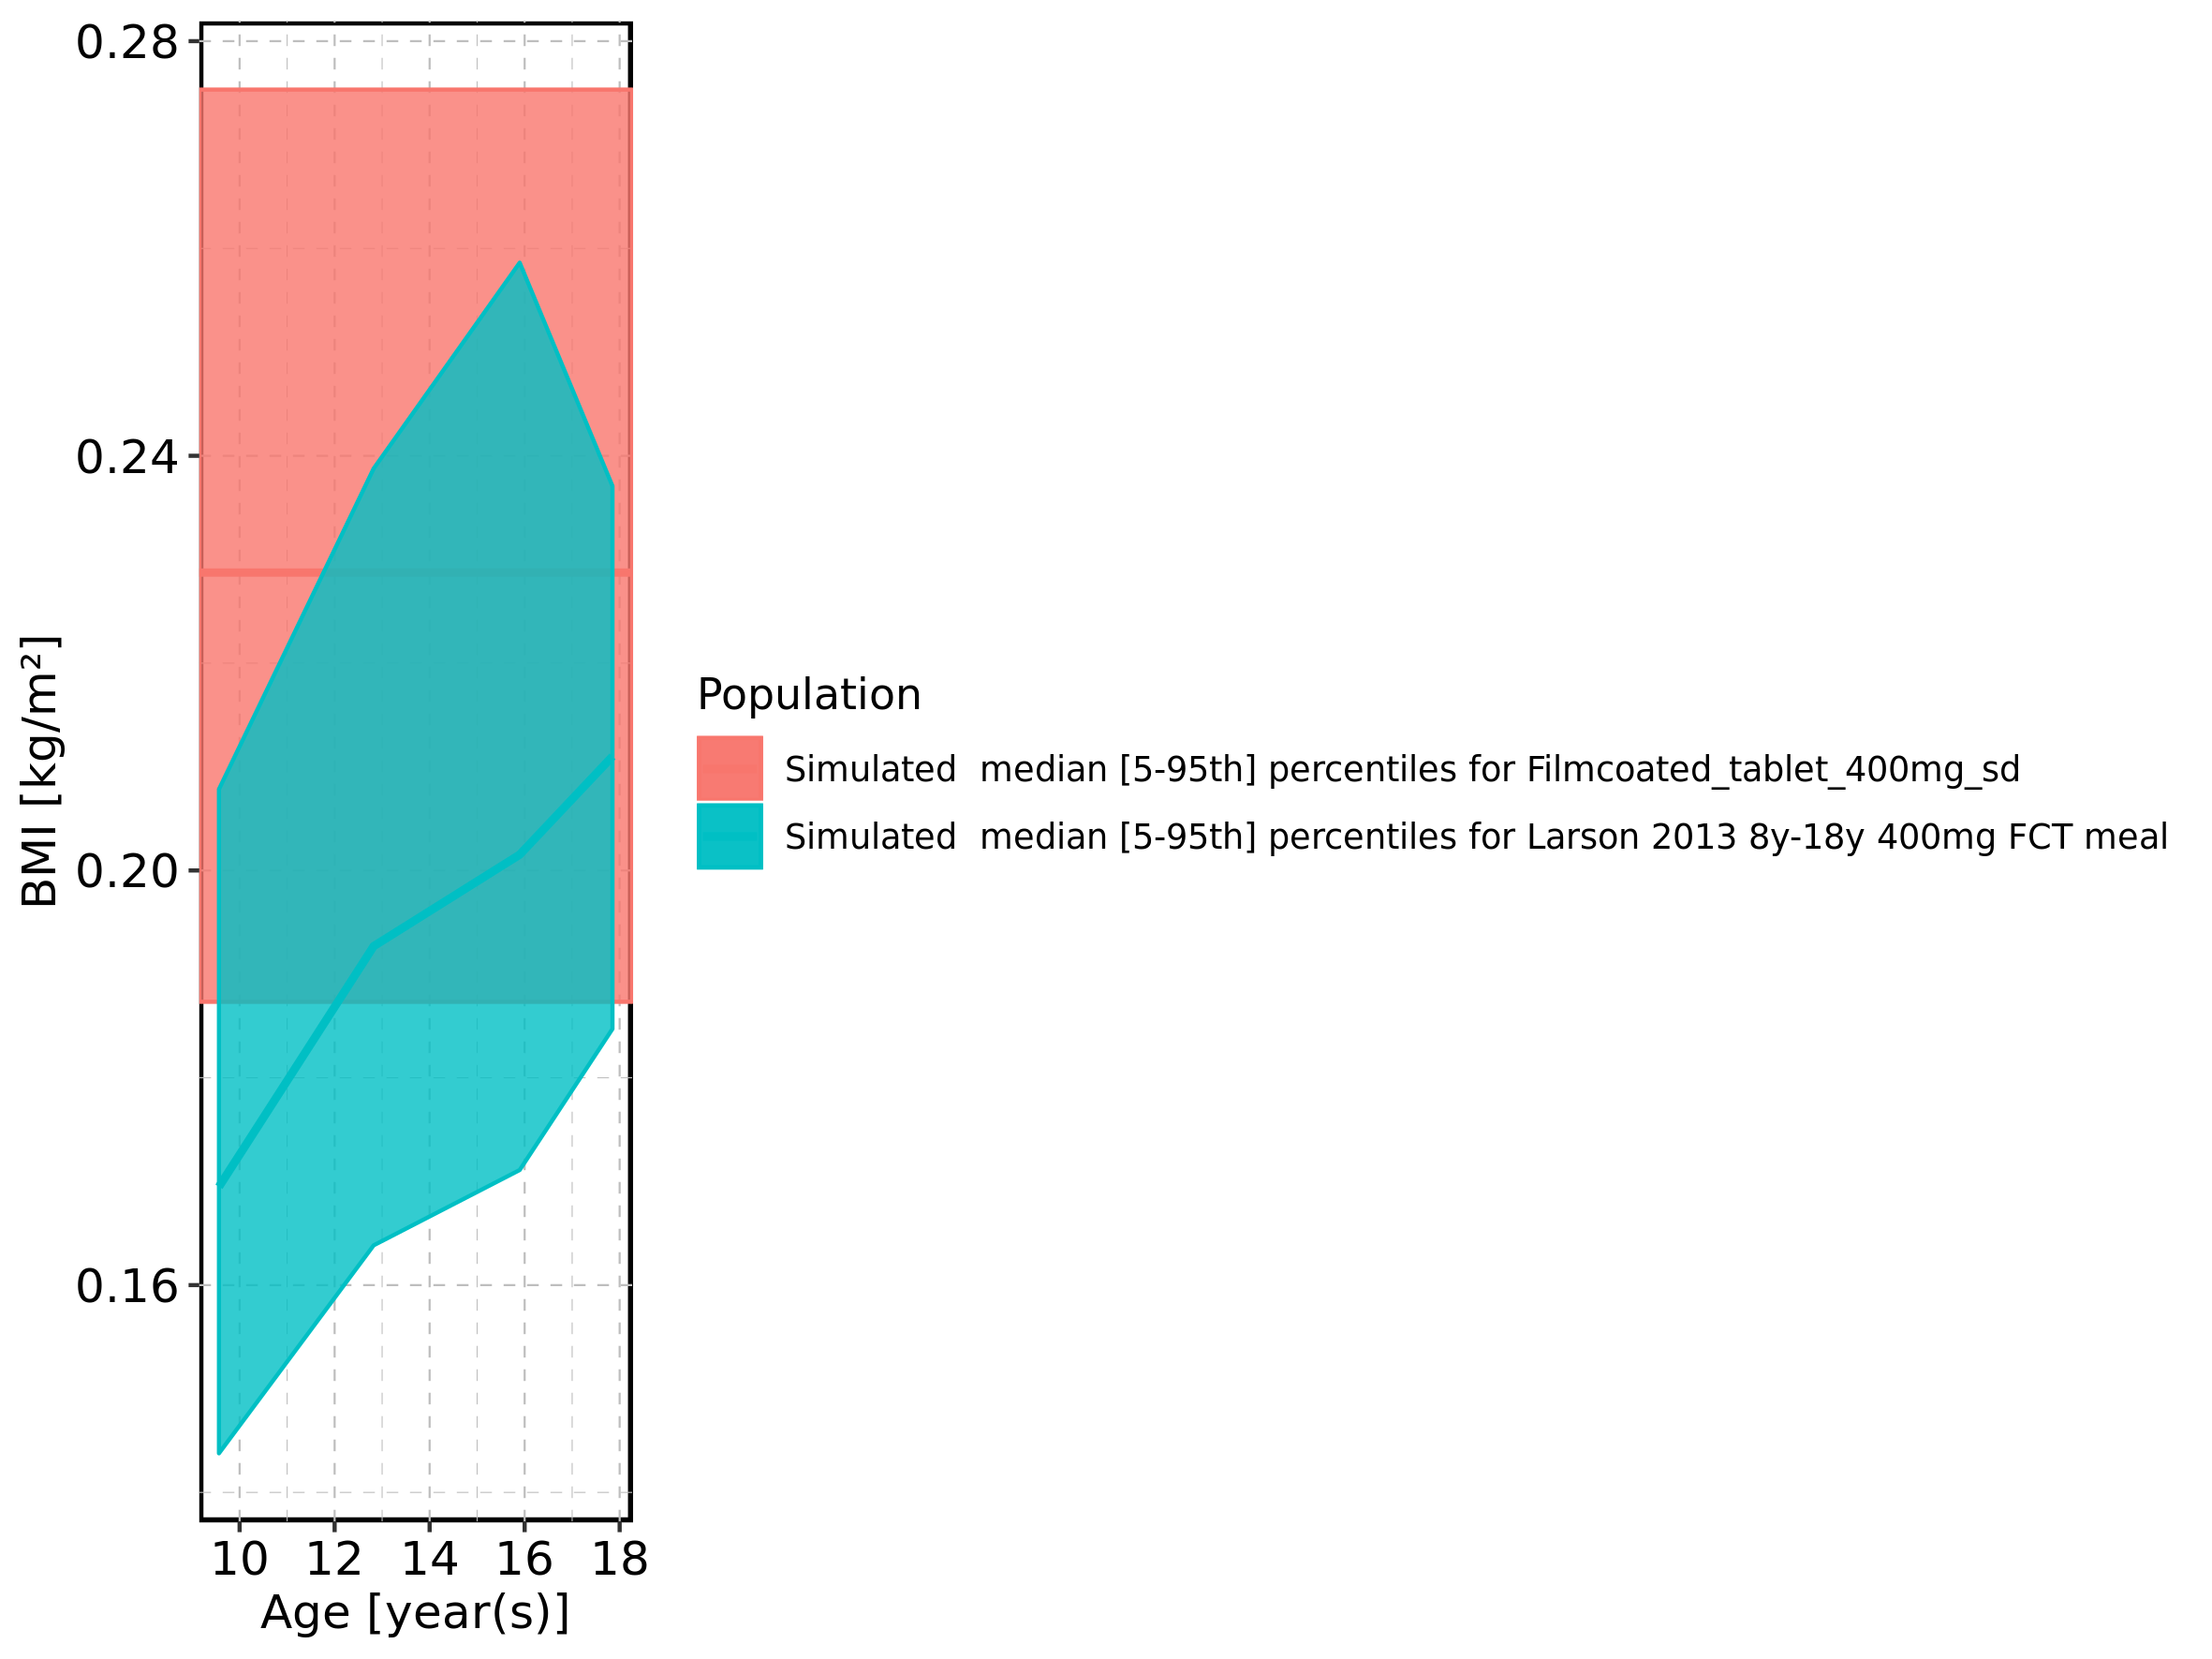 0.28
0.24
0.20
0.16
BMI [kg/m²]
10 12 14 16 18
Age [year(s)]
Population
Simulated  median [5-95th] percentiles for Filmcoated_tablet_400mg_sd
Simulated  median [5-95th] percentiles for Larson 2013 8y-18y 400mg FCT meal